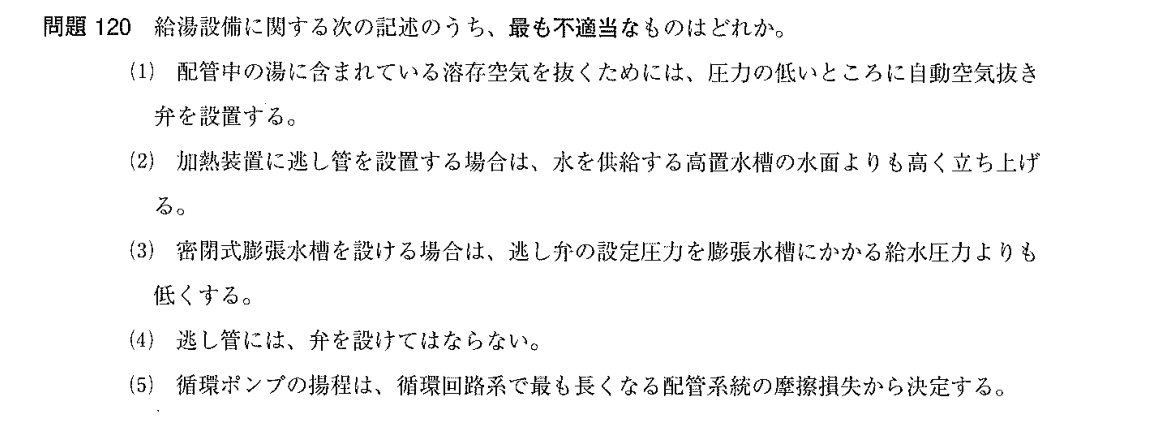 問題 120 給湯設備に関する次の記述のうち、最も不適当なものはどれか。
(1) 配管中の湯に含まれている溶存空気を抜くためには、圧力の低いところに自動空気抜き
弁を設置する。
(2) 加熱装置に逃し管を設置する場合は、水を供給する高置水槽の水面よりも高く立ち上げ
る。
(3) 密閉式膨張水槽を設ける場合は、逃し弁の設定圧力を膨張水槽にかかる給水圧力よりも
低くする。
(4) 逃し管には、弁を設けてはならない。
(5) 循環ポンプの揚程は、循環回路系で最も長くなる配管系統の摩擦損失から決定する。